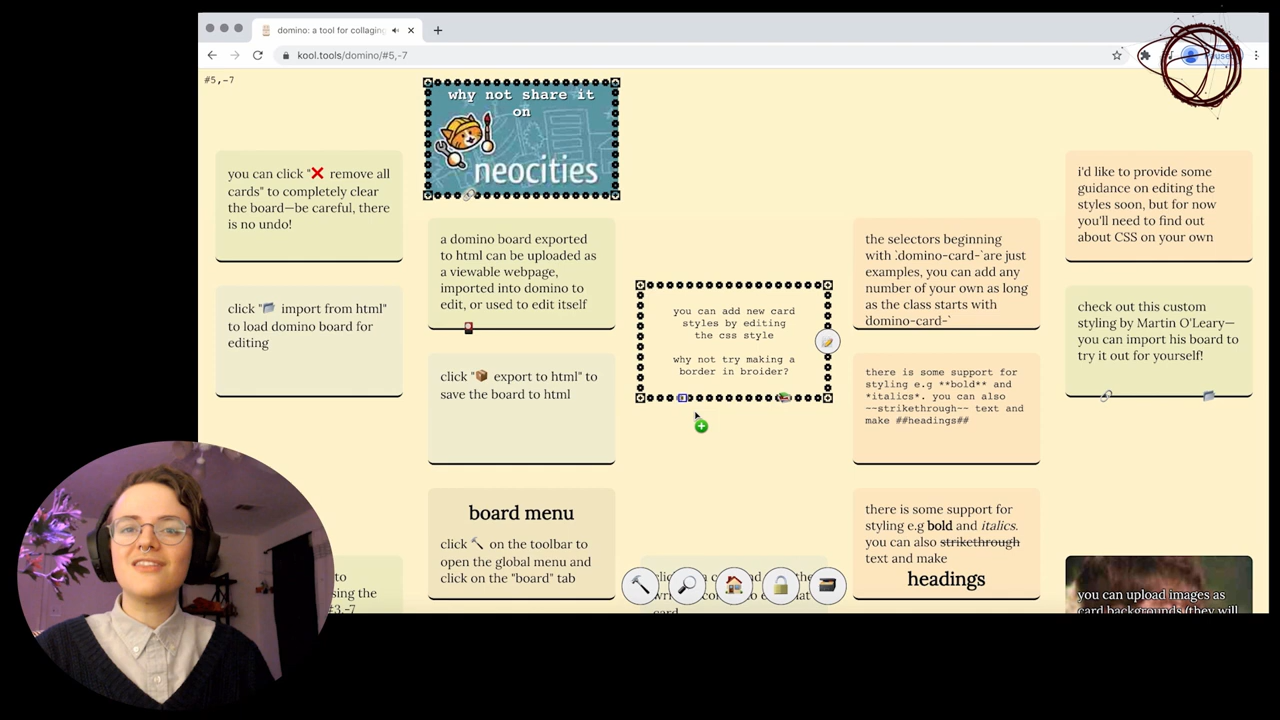 domino: a tool for collaging
kool.tools/domino/#5,-7
#5,-7
why not share it
on
neocities
you can click "❌ remove all
cards" to completely clear
the board—be careful, there
is no undo!
click "📂 import from html"
to load domino board for
editing
a domino board exported
to html can be uploaded as
a viewable webpage,
imported into domino to
edit, or used to edit itself
click "📦 export to html" to
save the board to html
board menu
click 🔨 on the toolbar to
open the global menu and
click on the "board" tab
you can add new card
styles by editing
the css style
why not try making a
border in broider?
the selectors beginning
with `domino-card-`are just
examples, you can add any
number of your own as long
as the class starts with
`domino-card-`
there is some support for
styling e.g **bold** and
*italics*. you can also
--strikethrough-- text and
make ##headings##
there is some support for
styling e.g bold and italics.
you can also strikethrough
text and make
headings
i'd like to provide some
guidance on editing the
styles soon, but for now
you'll need to find out
about CSS on your own
check out this custom
styling by Martin O'Leary—
you can import his board to
try it out for yourself!
to
sing the
#3,-7
you can upload images as
card backgrounds (they will